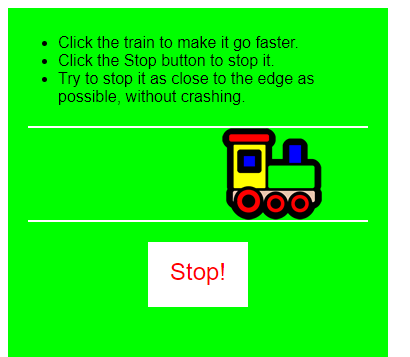 Click the train to make it go faster.
Click the Stop button to stop it.
Try to stop it as close to the edge as
possible, without crashing.
Stop!